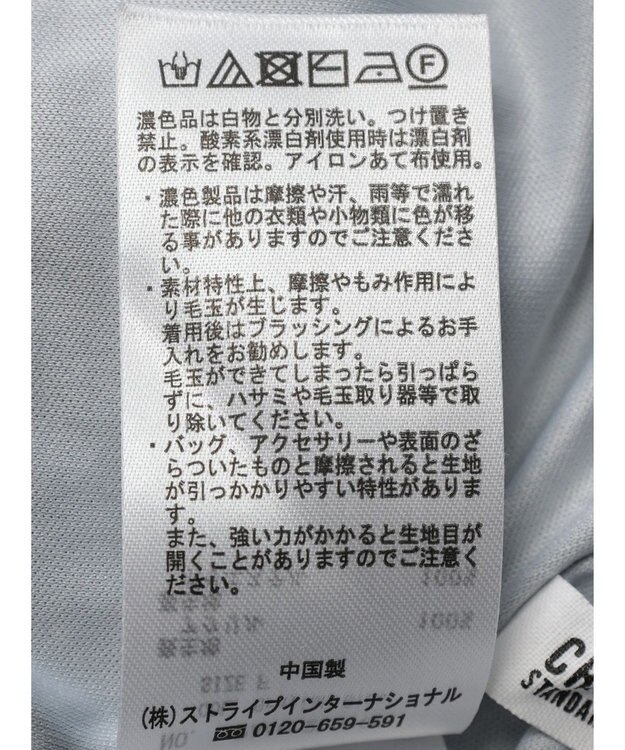 F
濃色品は白物と分別洗い。つけ置き
禁止。酸素系漂白剤使用時は漂白剤
の表示を確認。アイロンあて布使用。
・濃色製品は摩擦や汗、雨等で濡れ
た際に他の衣類や小物類に色が移
る事がありますのでご注意くださ
い。
・素材特性上、摩擦やもみ作用によ
り毛玉が生じます。
着用後はブラッシングによるお手
入れをお勧めします。
毛玉ができてしまったら引っぱら
ずに、ハサミや毛玉取り器等で取
り除いてください。
・バッグ、アクセサリーや表面のざ
らついたものと摩擦されると生地
が引っかかりやすい特性がありま
す。
また、強い力がかかると生地目が
開くことがありますのでご注意く
ださい。
中国製
(株)ストライプインターナショナル
0120-659-591